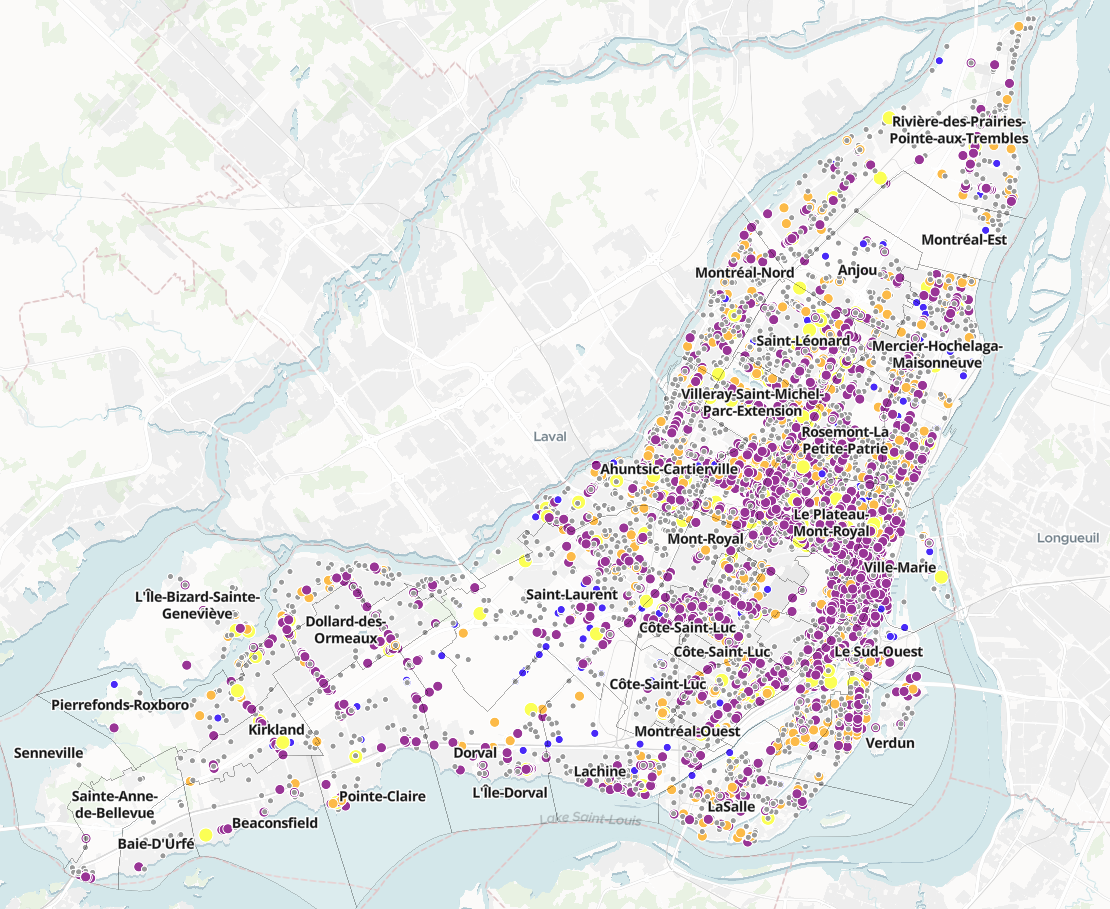 Rivière-des-Prairies-
Pointe-aux-Trembles
Montréal-Est
Montréal-Nord
Anjou
Saint-Léonard
Mercier-Hochelaga-
Maisonneuve
Villeray-Saint-Michel-
Parc-Extension
Laval
Rosemont-La
Petite-Patrie
Ahuntsic-Cartierville
Le Plateau-
Mont-Royal
Mont-Royal
Longueuil
Ville-Marie
L'Île-Bizard-Sainte-
Geneviève
Saint-Laurent
Dollard-des-
Ormeaux
Côte-Saint-Luc
Côte-Saint-Luc
Le Sud-Ouest
Côte-Saint-Luc
Pierrefonds-Roxboro
Kirkland
Montréal-Ouest
Verdun
Senneville
Dorval
Lachine
Sainte-Anne-
de-Bellevue
Pointe-Claire
L'Île-Dorval
LaSalle
Beaconsfield
Lake Saint-Louis
Baie-D'Urfé